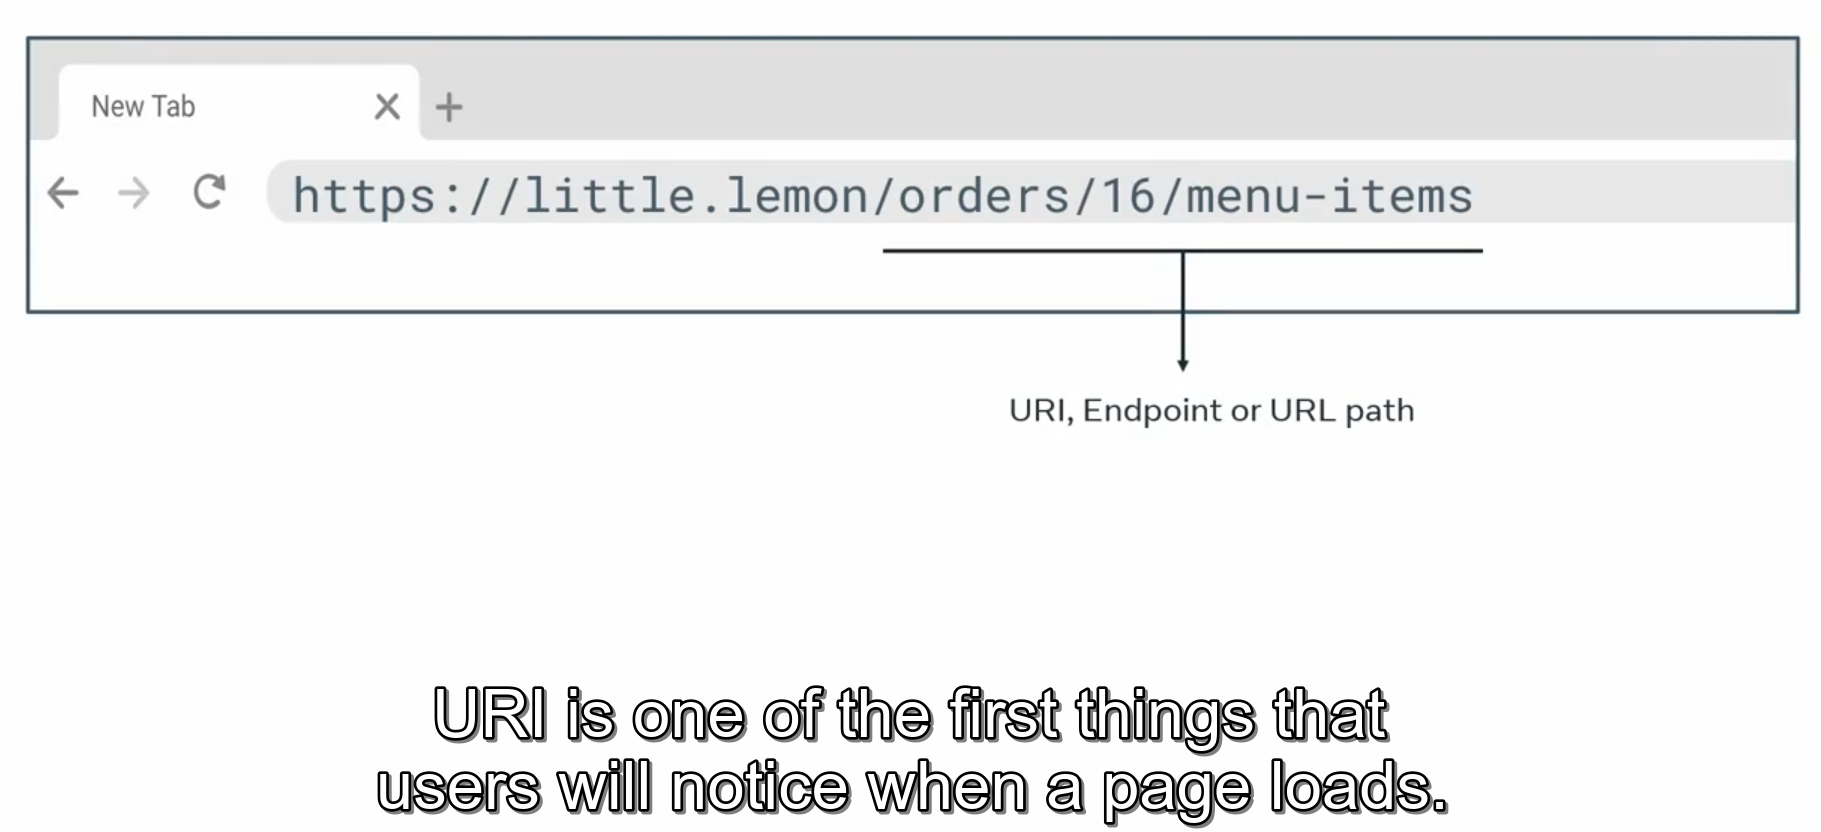 New Tab
https://little.lemon/orders/16/menu-items
URI, Endpoint or URL path
URI is one of the first things that
users will notice when a page loads.